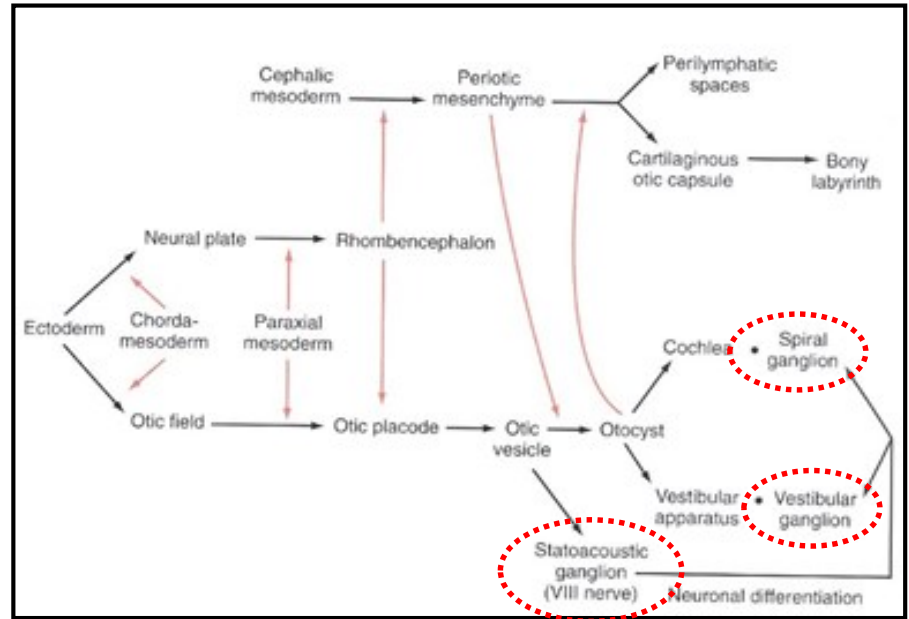 Cephalic
mesoderm
Periotic
mesenchyme
Perilymphatic
spaces
Cartilaginous
otic capsule
Bony
labyrinth
Neural plate
Rhombencephalon
Ectoderm
Chorda-
mesoderm
Paraxial
mesoderm
Otic field
Otic placode
Otic
vesicle
Otocyst
Cochlea
Spiral
ganglion
Vestibular
apparatus
Vestibular
ganglion
Statoacoustic
ganglion
(VIII nerve)
Neuronal differentiation